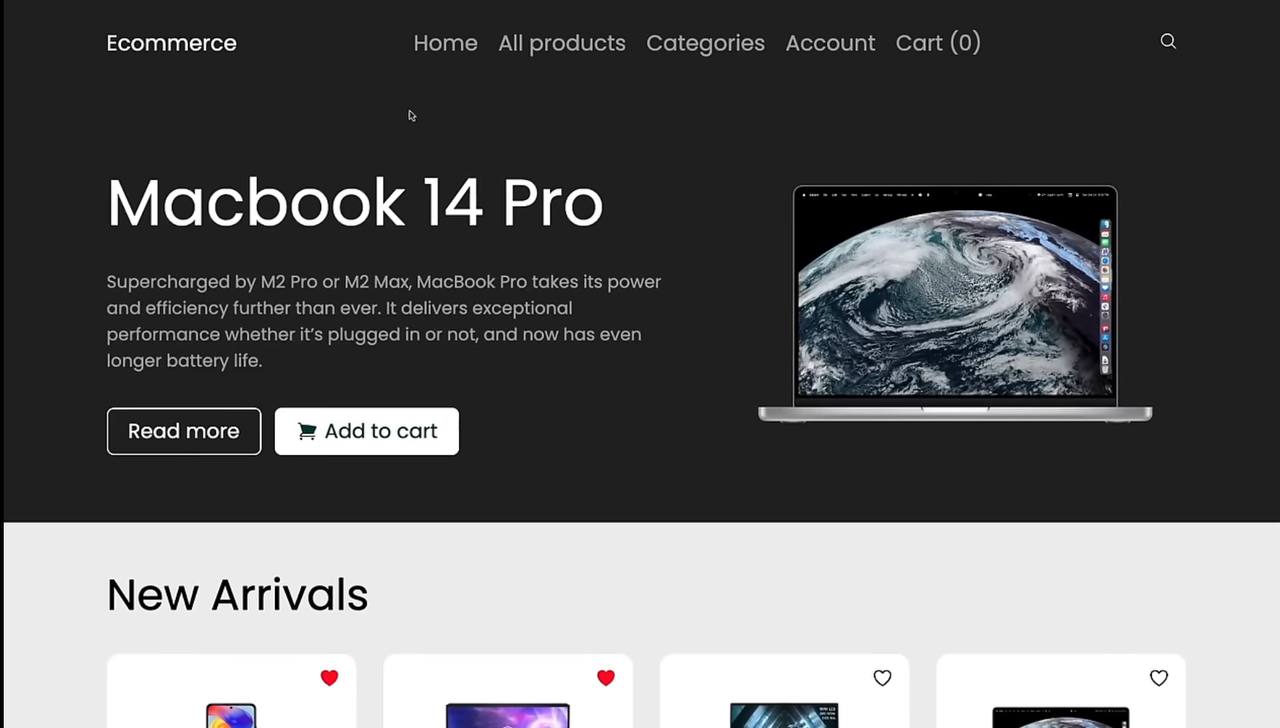 Ecommerce
Home All products Categories Account Cart (0)
Macbook 14 Pro
Supercharged by M2 Pro or M2 Max, MacBook Pro takes its power
and efficiency further than ever. It delivers exceptional
performance whether it’s plugged in or not, and now has even
longer battery life.
Read more
Add to cart
New Arrivals